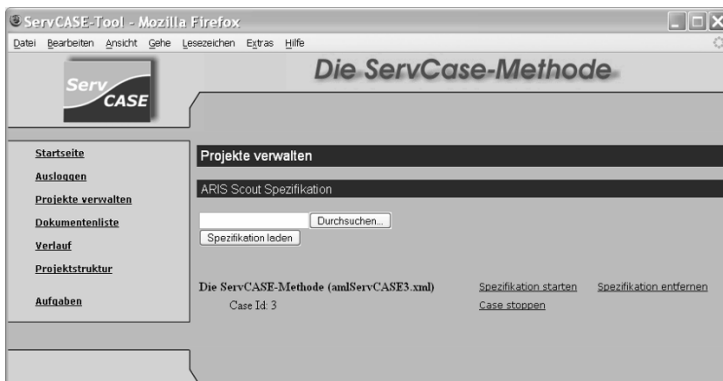 ServCASE-Tool - Mozilla Firefox
Datei Bearbeiten Ansicht Gehe Lesezeichen Extras Hilfe
Serv
CASE
Die ServCase-Methode
Startseite
Ausloggen
Projekte verwalten
Dokumentenliste
Verlauf
Projektstruktur
Aufgaben
Projekte verwalten
ARIS Scout Spezifikation
Durchsuchen...
Spezifikation laden
Die ServCASE-Methode (amlServCASE3.xml) Spezifikation starten Spezifikation entfernen
Case Id: 3 Case stoppen